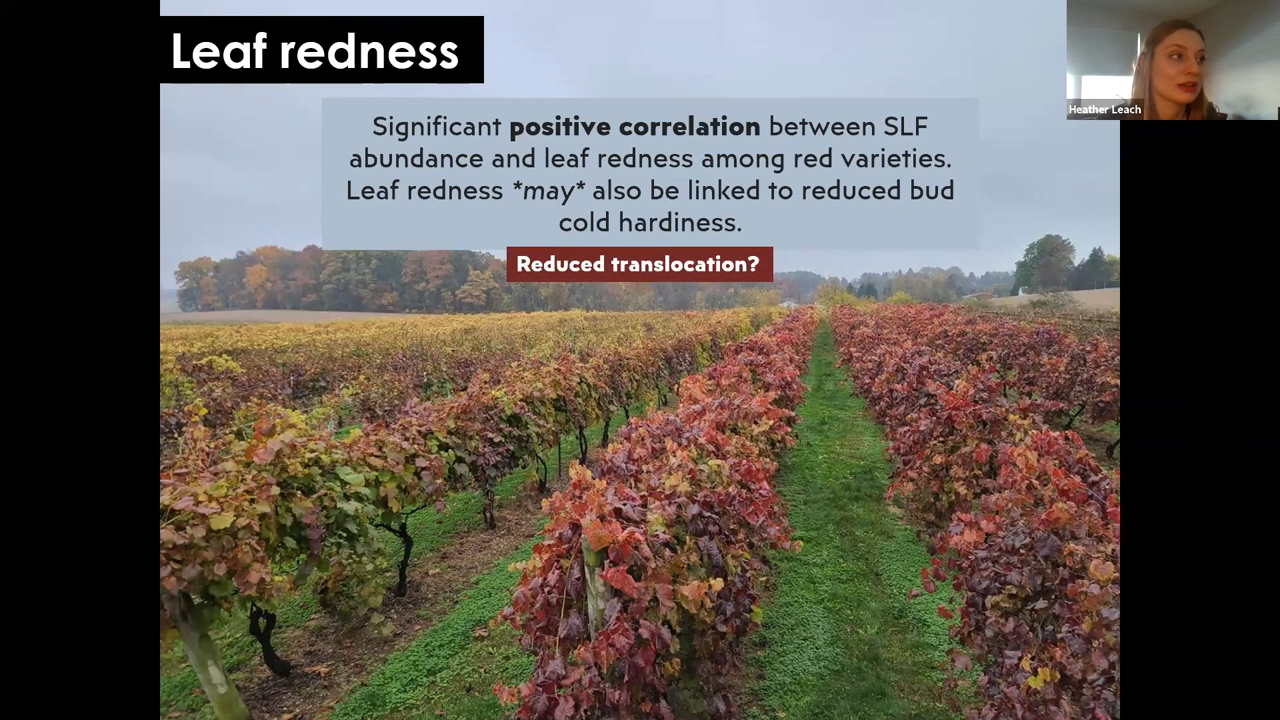 Leaf redness
Heather Leach
Significant positive correlation between SLF
abundance and leaf redness among red varieties.
Leaf redness *may* also be linked to reduced bud
cold hardiness.
Reduced translocation?